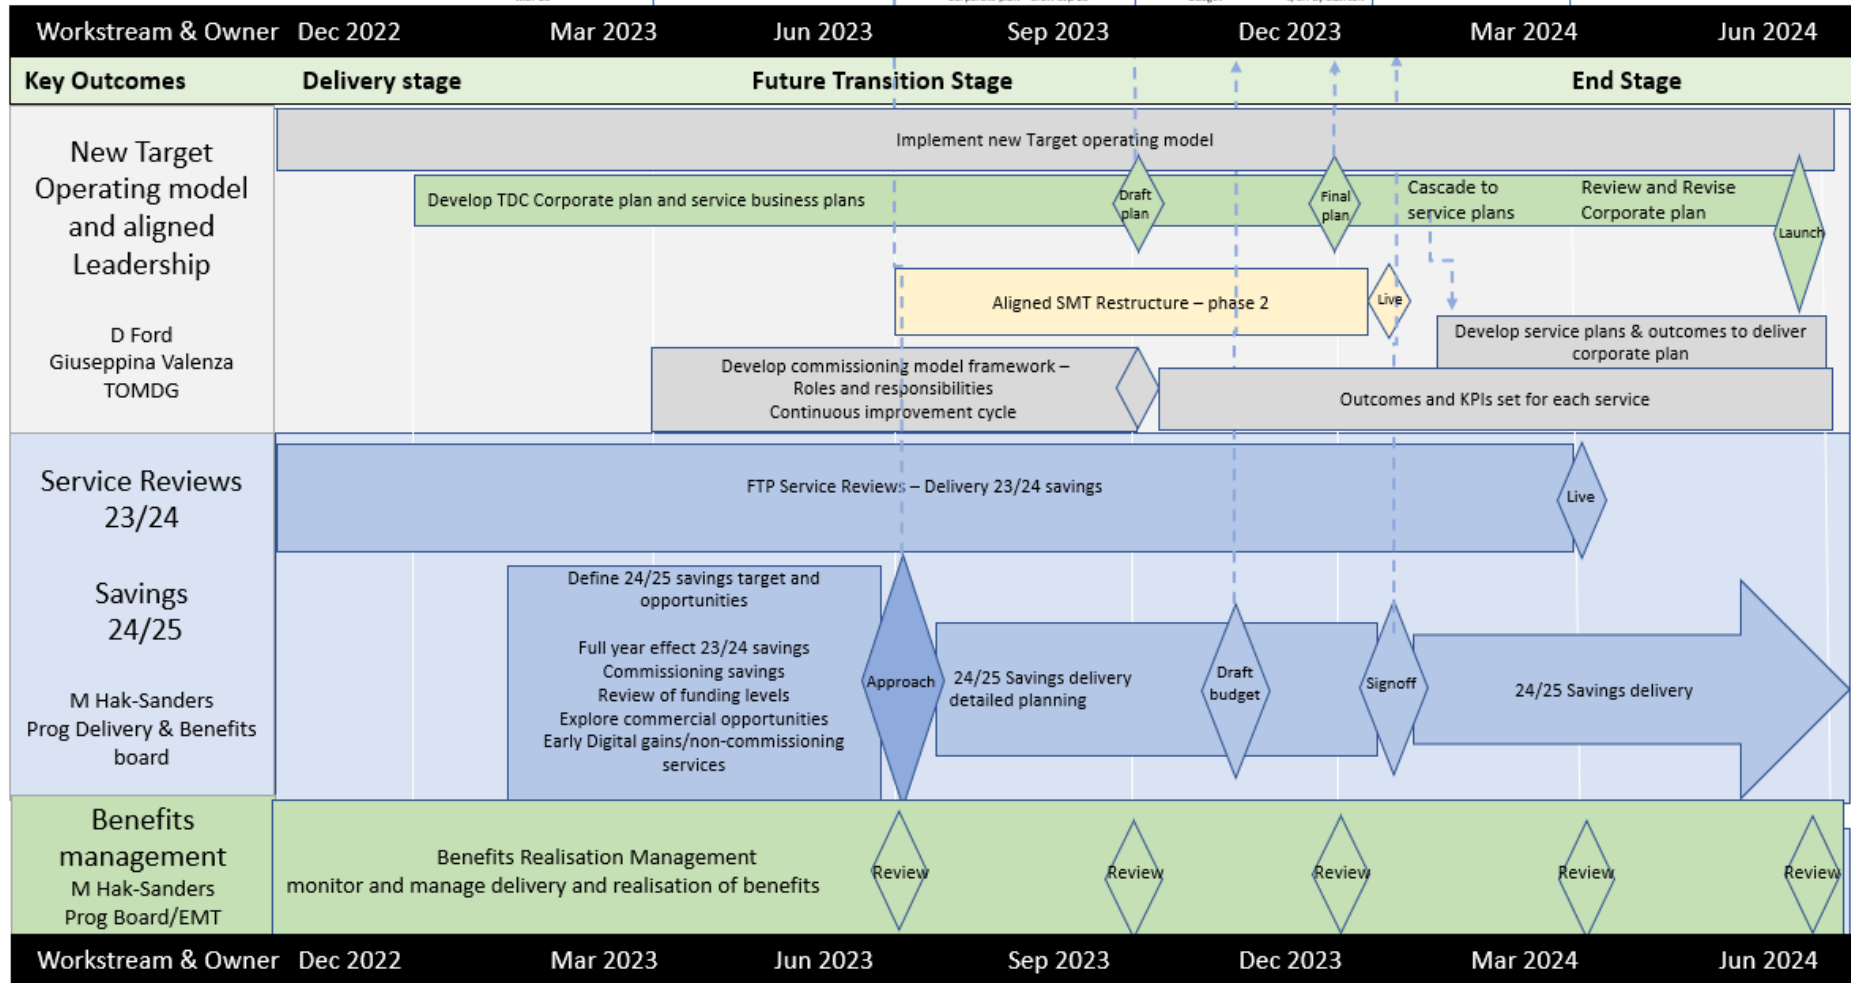 Workstream & Owner Dec 2022 Mar 2023 Jun 2023 Sep 2023 Dec 2023 Mar 2024 Jun 2024
Key Outcomes Delivery stage Future Transition Stage End Stage
New Target
Operating model
and aligned
Leadership
D Ford
Giuseppina Valenza
TOMDG
Implement new Target operating model
Develop TDC Corporate plan and service business plans
Draft
plan
Final
plan
Cascade to
service plans
Review and Revise
Corporate plan
Launch
Aligned SMT Restructure – phase 2
Live
Develop service plans & outcomes to deliver
corporate plan
Develop commissioning model framework –
Roles and responsibilities
Continuous improvement cycle
Outcomes and KPIs set for each service
Service Reviews
23/24
Savings
24/25
M Hak-Sanders
Prog Delivery & Benefits
board
FTP Service Reviews – Delivery 23/24 savings
Live
Define 24/25 savings target and
opportunities
Full year effect 23/24 savings
Commissioning savings
Review of funding levels
Explore commercial opportunities
Early Digital gains/non-commissioning
services
Approach
24/25 Savings delivery
detailed planning
Draft
budget
Signoff
24/25 Savings delivery
Benefits
management
M Hak-Sanders
Prog Board/EMT
Benefits Realisation Management
monitor and manage delivery and realisation of benefits
Review
Review
Review
Review
Review
Workstream & Owner Dec 2022 Mar 2023 Jun 2023 Sep 2023 Dec 2023 Mar 2024 Jun 2024